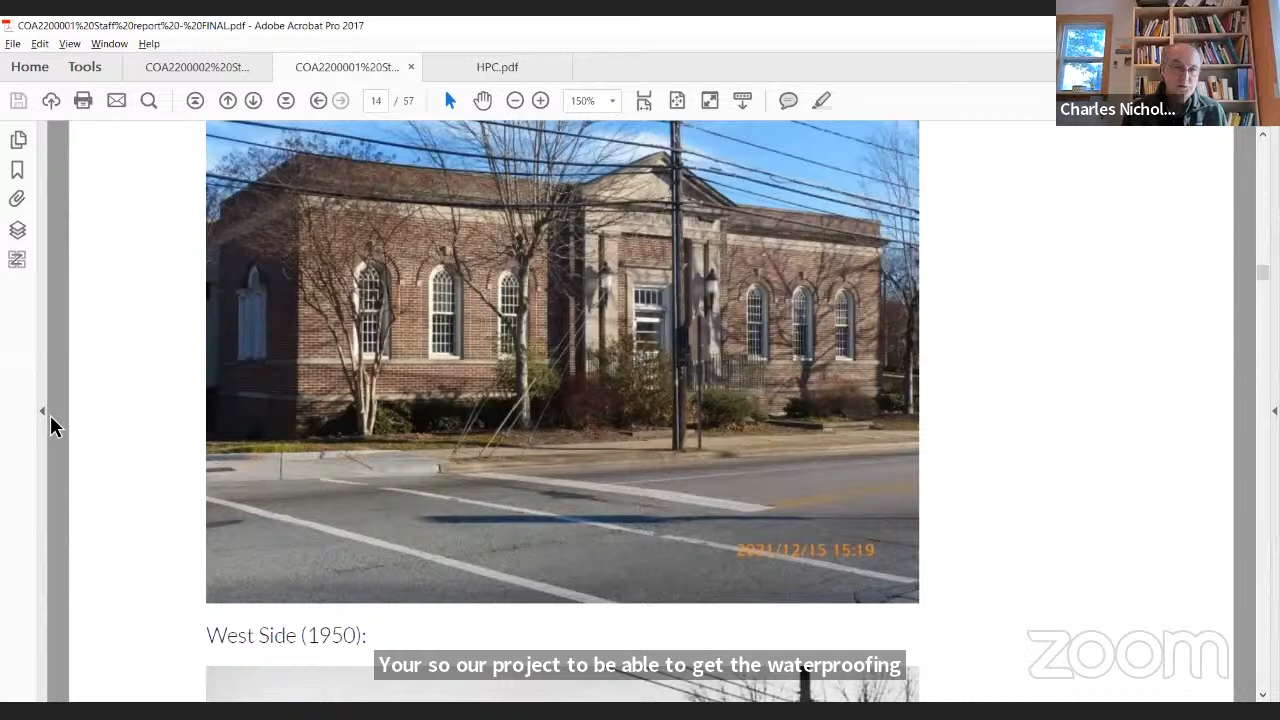 COA2200001%20Staff%20report%20-%20FINAL.pdf - Adobe Acrobat Pro 2017
File Edit View Window Help
Home Tools COA2200002%20St... COA2200001%20St... × HPC.pdf
/ 57 150%
Charles Nichol...
2021/12/15 15:19
West Side (1950):
Your so our project to be able to get the waterproofing
zoom